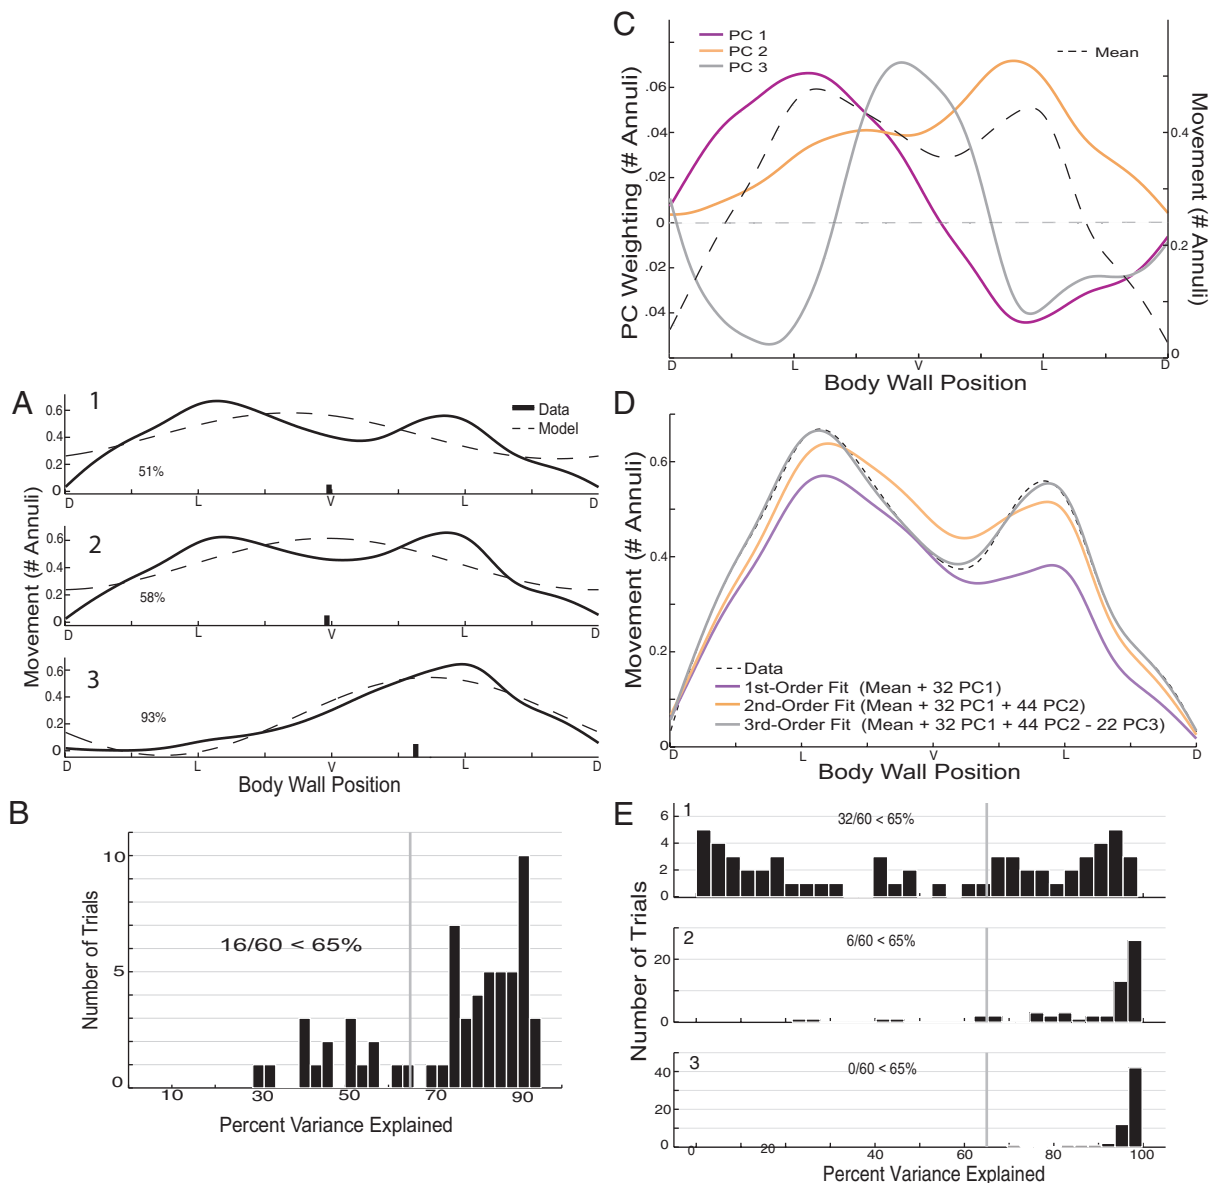 A
1
Data
Model
0.6
0.4
0.2
0
51%
D
L
V
L
D
2
0.6
0.4
0.2
0
58%
D
L
V
L
D
3
0.6
0.4
0.2
0
93%
D
L
V
L
D
Movement (# Annuli)
Body Wall Position
B
10
5
0
16/60 < 65%
10
30
50
70
90
Number of Trials
Percent Variance Explained
C
PC 1
PC 2
PC 3
Mean
.06
.04
.02
0
.02
.04
0.4
0.2
0
D
L
V
L
D
PC Weighting (# Annuli)
Movement (# Annuli)
Body Wall Position
D
0.6
0.4
0.2
0
Data
1st-Order Fit (Mean + 32 PC1)
2nd-Order Fit (Mean + 32 PC1 + 44 PC2)
3rd-Order Fit (Mean + 32 PC1 + 44 PC2 - 22 PC3)
D
L
V
L
D
Movement (# Annuli)
Body Wall Position
E
1
32/60 < 65%
6
4
2
0
2
6/60 < 65%
20
0
3
0/60 < 65%
40
20
0
0
20
40
60
80
100
Number of Trials
Percent Variance Explained